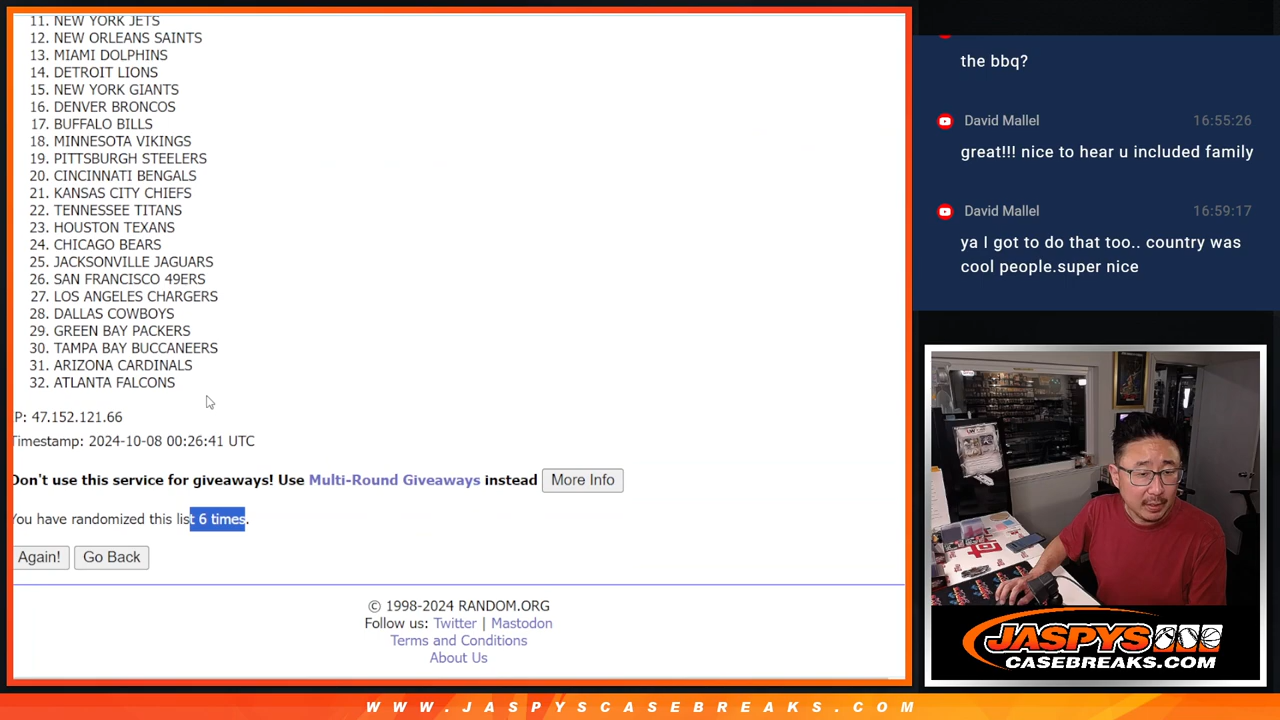 11. NEW YORK JETS
12. NEW ORLEANS SAINTS
13. MIAMI DOLPHINS
14. DETROIT LIONS
15. NEW YORK GIANTS
16. DENVER BRONCOS
17. BUFFALO BILLS
18. MINNESOTA VIKINGS
19. PITTSBURGH STEELERS
20. CINCINNATI BENGALS
21. KANSAS CITY CHIEFS
22. TENNESSEE TITANS
23. HOUSTON TEXANS
24. CHICAGO BEARS
25. JACKSONVILLE JAGUARS
26. SAN FRANCISCO 49ERS
27. LOS ANGELES CHARGERS
28. DALLAS COWBOYS
29. GREEN BAY PACKERS
30. TAMPA BAY BUCCANEERS
31. ARIZONA CARDINALS
32. ATLANTA FALCONS
IP: 47.152.121.66
Timestamp: 2024-10-08 00:26:41 UTC
Don't use this service for giveaways! Use Multi-Round Giveaways instead More Info
You have randomized this list 6 times.
Again! Go Back
© 1998-2024 RANDOM.ORG
Follow us: Twitter | Mastodon
Terms and Conditions
About Us
the bbq?
David Mallel 16:55:26
great!!! nice to hear u included family
David Mallel 16:59:17
ya I got to do that too.. country was
cool people.super nice
JASPYS
CASEBREAKS.COM
WWW.JASPYSCASEBREAKS.COM